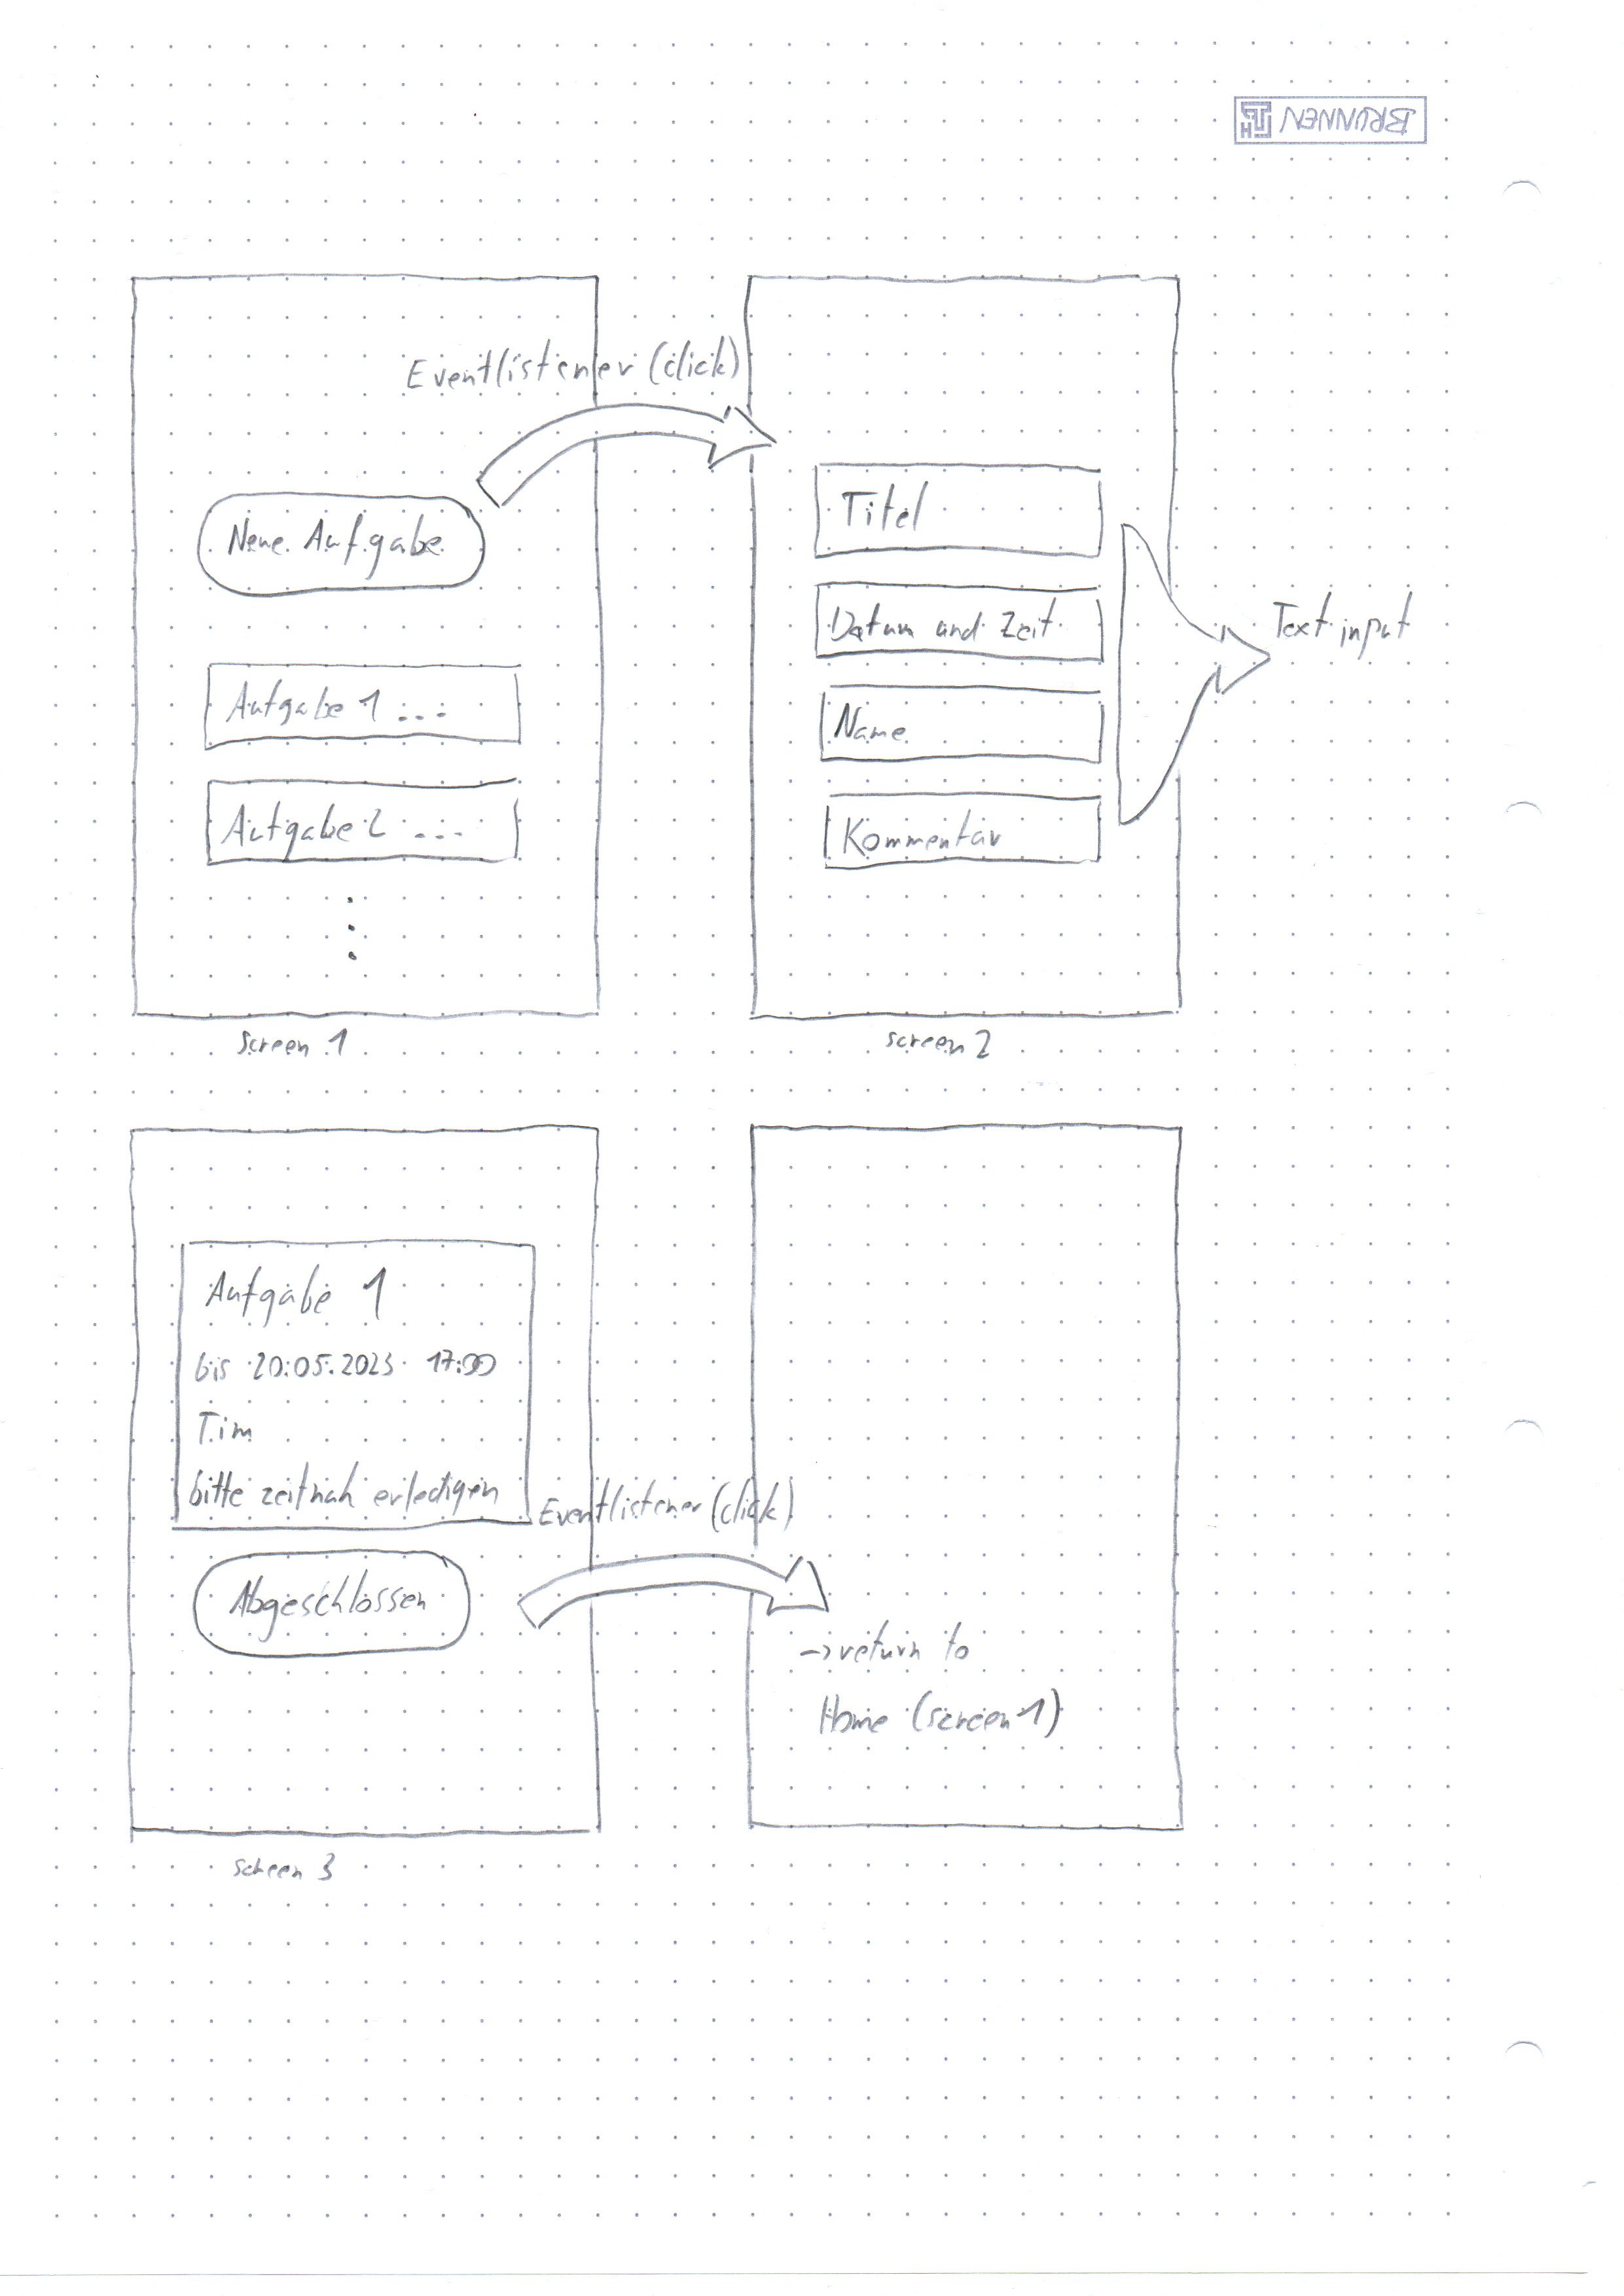 BRUNNEN
Eventlistener (click)
Neue Aufgabe
Aufgabe 1 ...
Aufgabe 2 ...
Titel
Datum und Zeit
Name
Kommentar
Text input
screen 1
screen 2
Aufgabe 1
bis 20.05.2023 17:00
Tim
bitte zeitnah erledigen
Eventlistener (click)
Abgeschlossen
→ return to
Home (screen 1)
screen 3